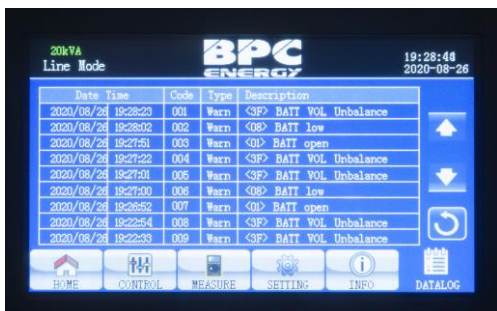 20kVA
Line Mode
BPC
ENERGY
19:28:48
2020-08-26
Date Time Code Type Description
2020/08/26 19:28:23 001 Warn <3F> BATT VOL Unbalance
2020/08/26 19:28:02 002 Warn <08> BATT low
2020/08/26 19:27:51 003 Warn <01> BATT open
2020/08/26 19:27:22 004 Warn <3F> BATT VOL Unbalance
2020/08/26 19:27:01 005 Warn <3F> BATT VOL Unbalance
2020/08/26 19:27:00 006 Warn <08> BATT low
2020/08/26 19:26:52 007 Warn <01> BATT open
2020/08/26 19:22:54 008 Warn <3F> BATT VOL Unbalance
2020/08/26 19:22:33 009 Warn <3F> BATT VOL Unbalance
HOME CONTROL MEASURE SETTING INFO DATALOG